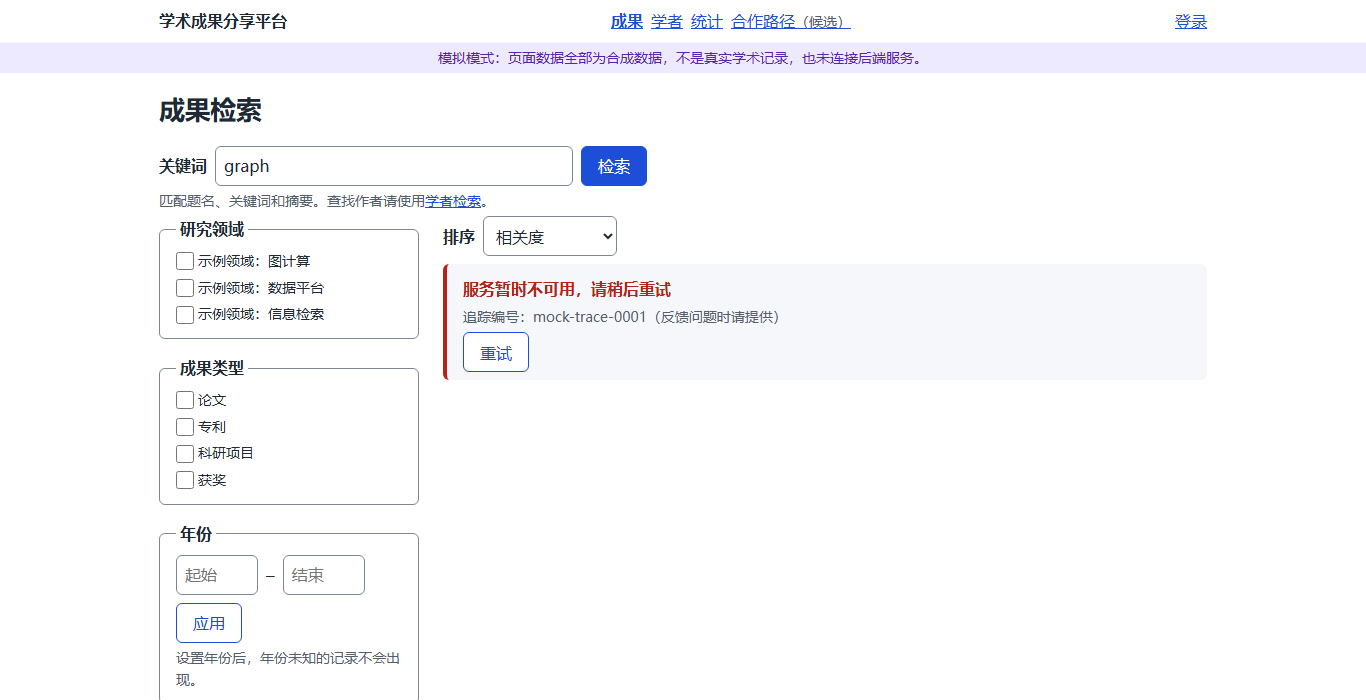 学术成果分享平台
成果 学者 统计 合作路径（候选） 登录
模拟模式：页面数据全部为合成数据，不是真实学术记录，也未连接后端服务。
成果检索
关键词 graph 检索
匹配题名、关键词和摘要。查找作者请使用学者检索。
研究领域
示例领域：图计算
示例领域：数据平台
示例领域：信息检索
成果类型
论文
专利
科研项目
获奖
年份
起始 – 结束
应用
设置年份后，年份未知的记录不会出
现。
排序 相关度
服务暂时不可用，请稍后重试
追踪编号：mock-trace-0001（反馈问题时请提供）
重试